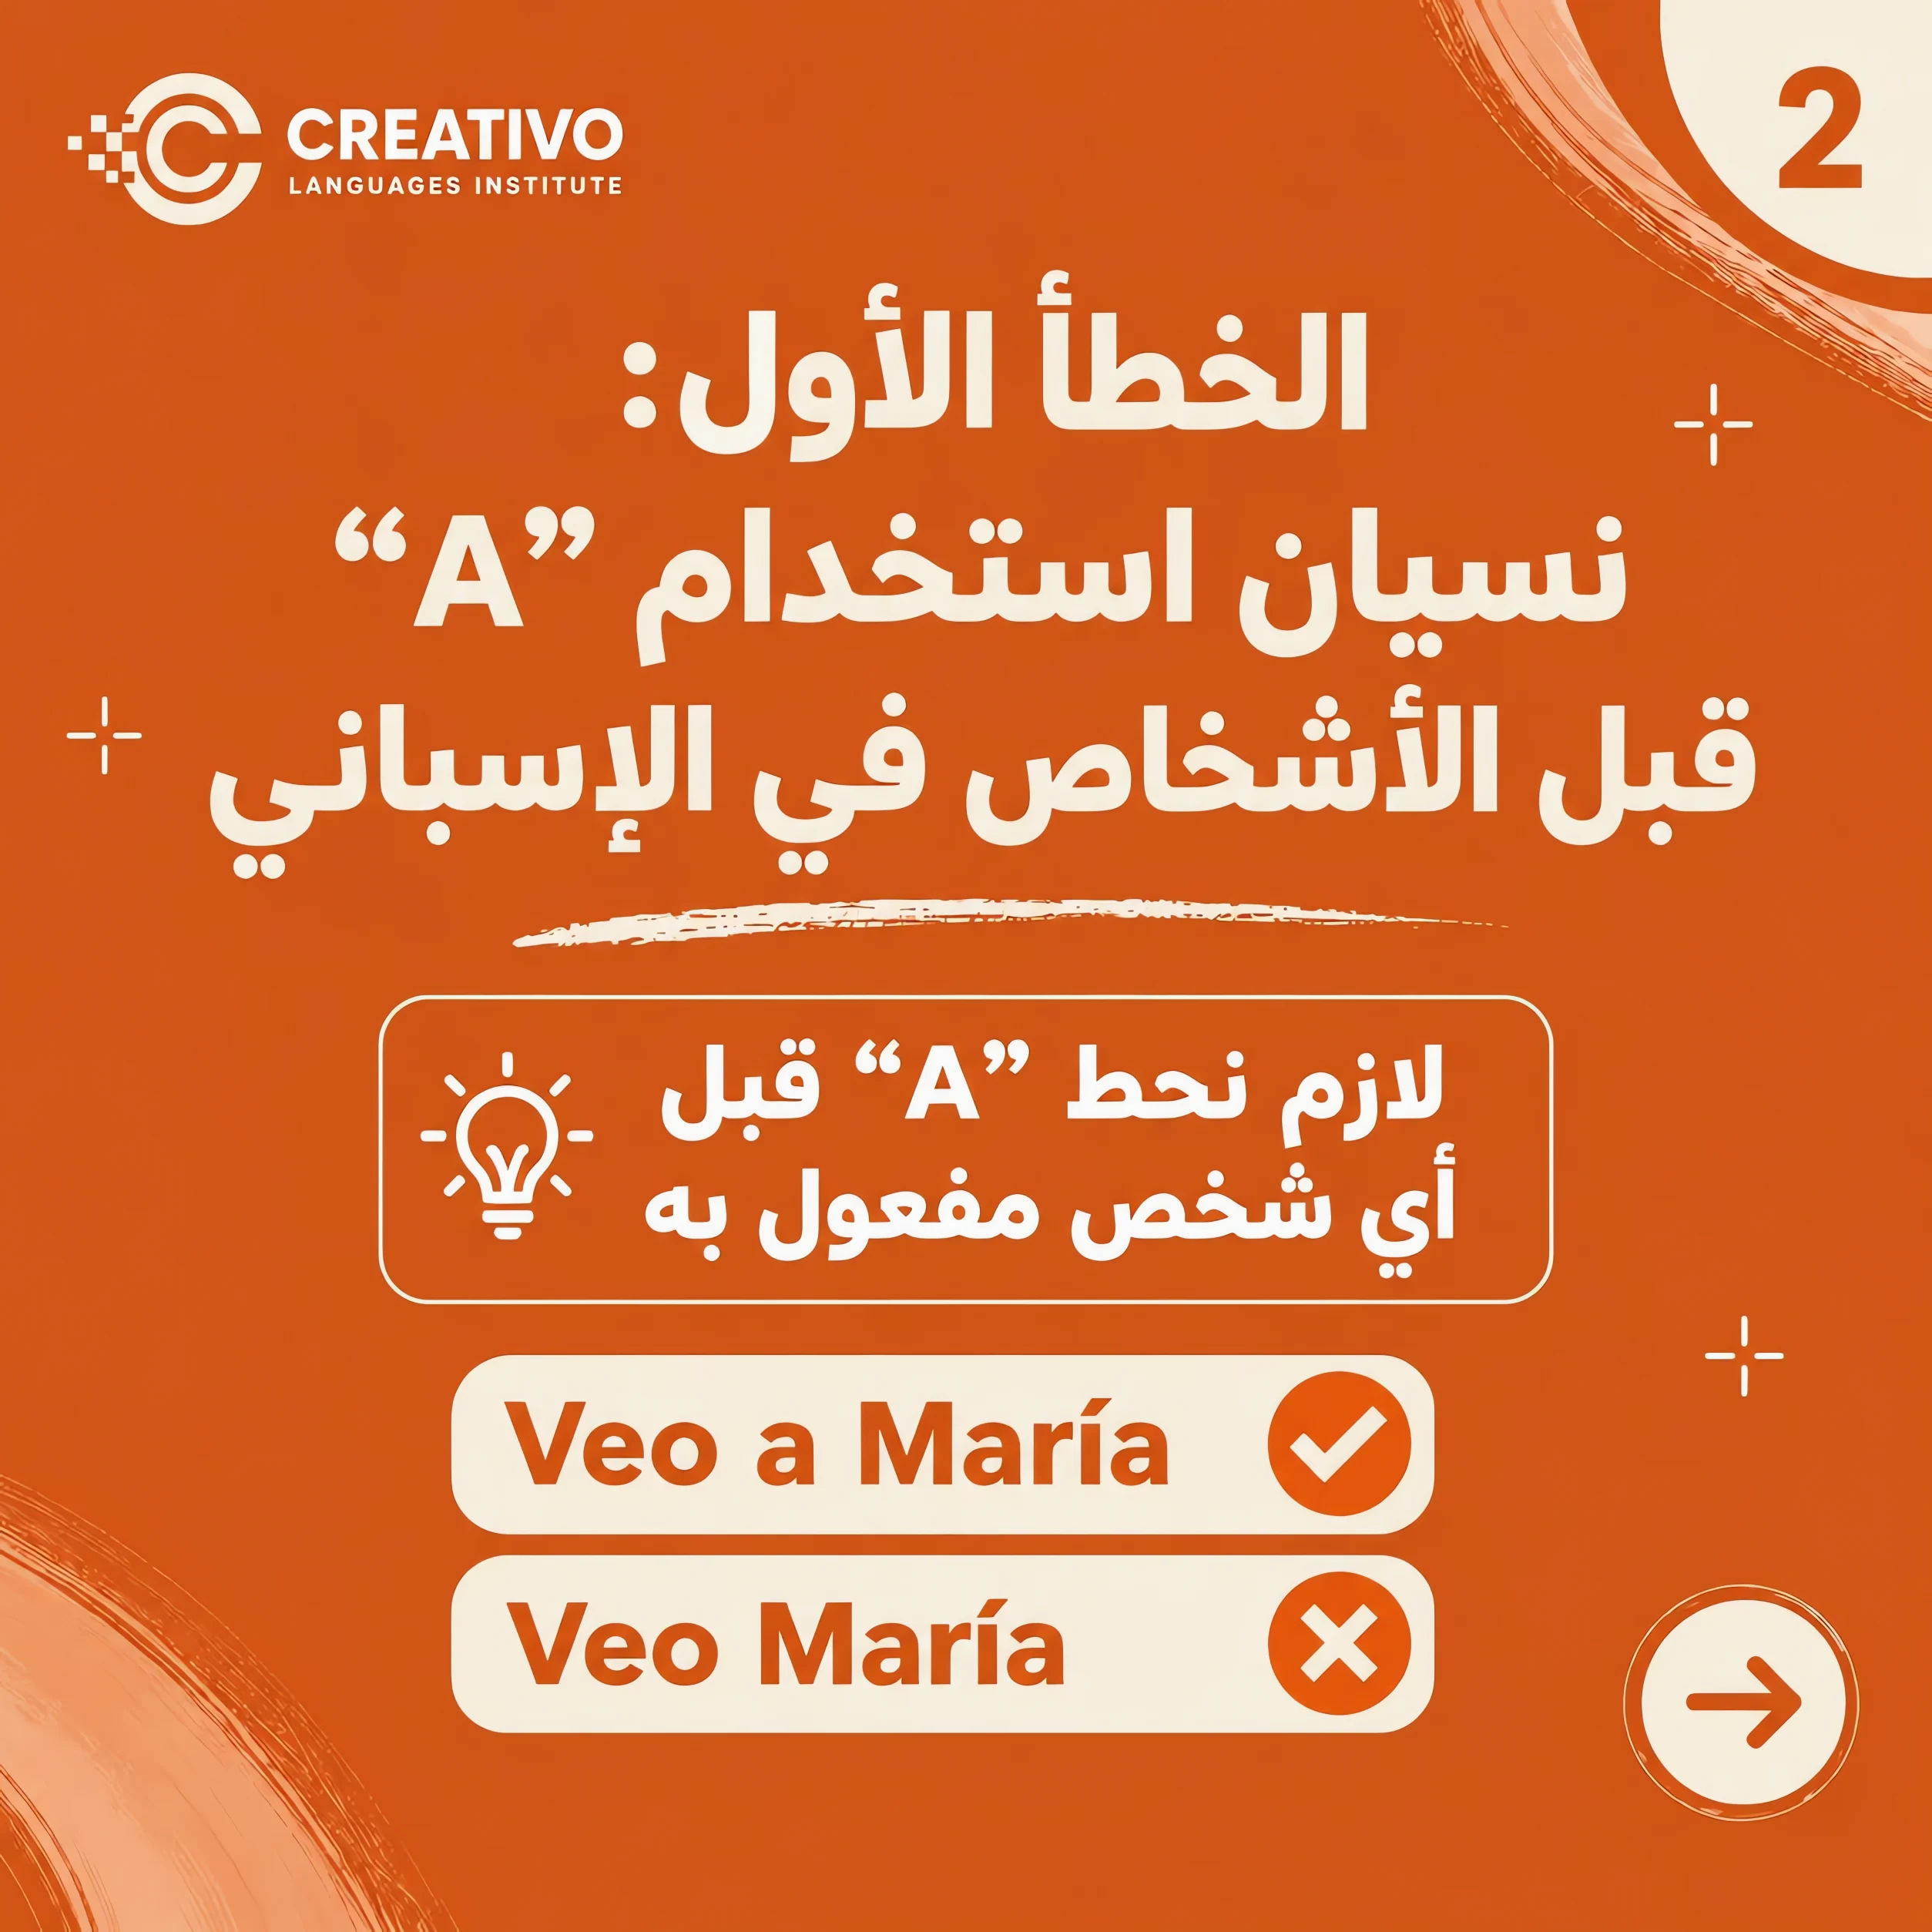 CREATIVO
LANGUAGES INSTITUTE
2
الخطأ الأول:
نسيان استخدام “A”
قبل الأشخاص في الإسباني
لازم نحط “A” قبل
أي شخص مفعول به
Veo a María
Veo María